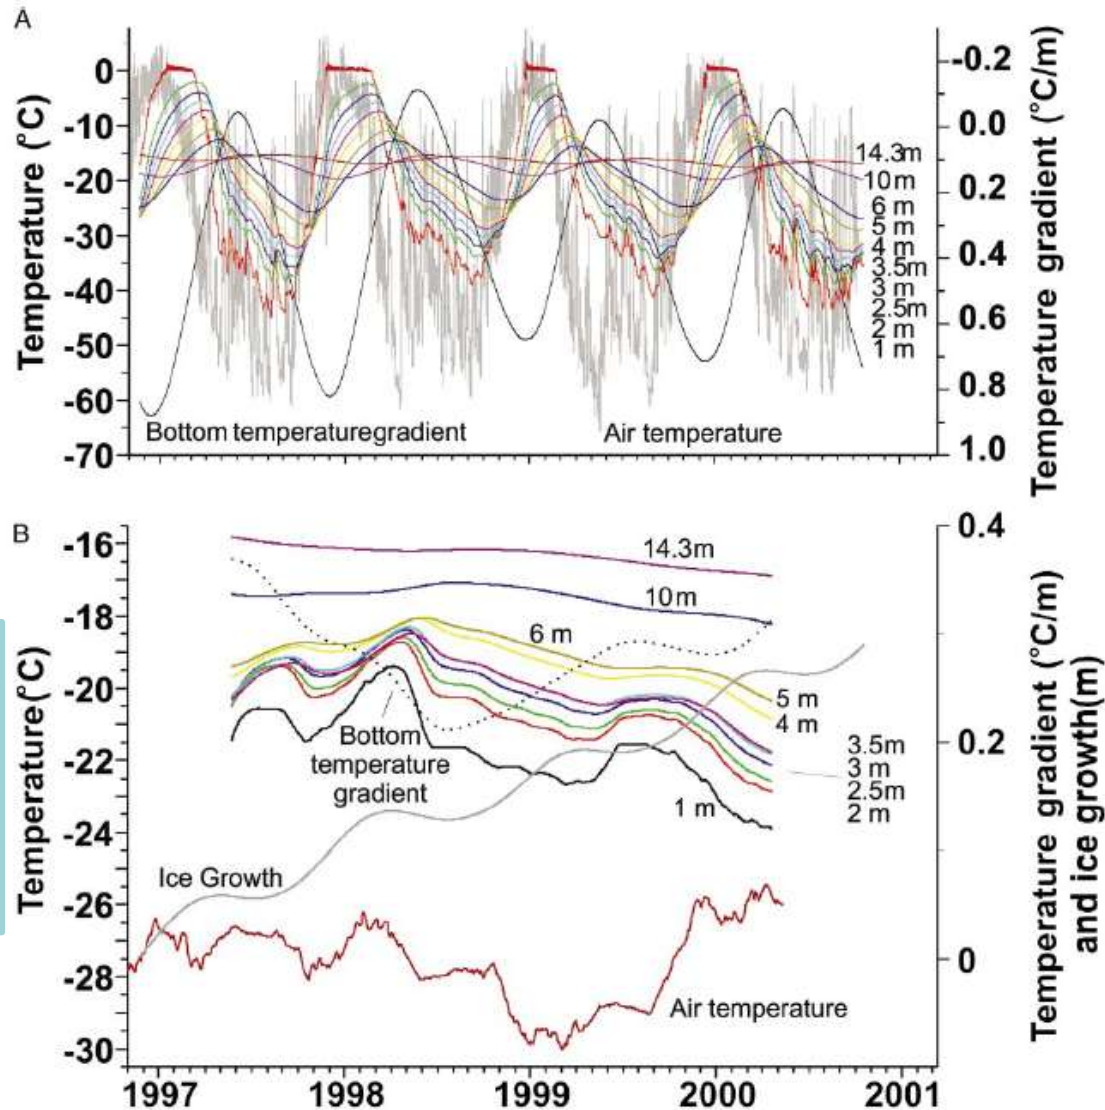 A
Temperature (°C)
0
-10
-20
-30
-40
-50
-60
-70
-0.2
0.0
0.2
0.4
0.6
0.8
1.0
Temperature gradient (°C/m)
14.3m
10 m
6 m
5 m
4 m
3.5m
3 m
2.5m
2 m
1 m
Bottom temperaturegradient
Air temperature
B
Temperature(°C)
-16
-18
-20
-22
-24
-26
-28
-30
0.4
0.2
0
Temperature gradient (°C/m)
and ice growth(m)
14.3m
10 m
6 m
5 m
4 m
3.5m
3 m
2.5m
2 m
1 m
Bottom
temperature
gradient
Ice Growth
Air temperature
1997
1998
1999
2000
2001